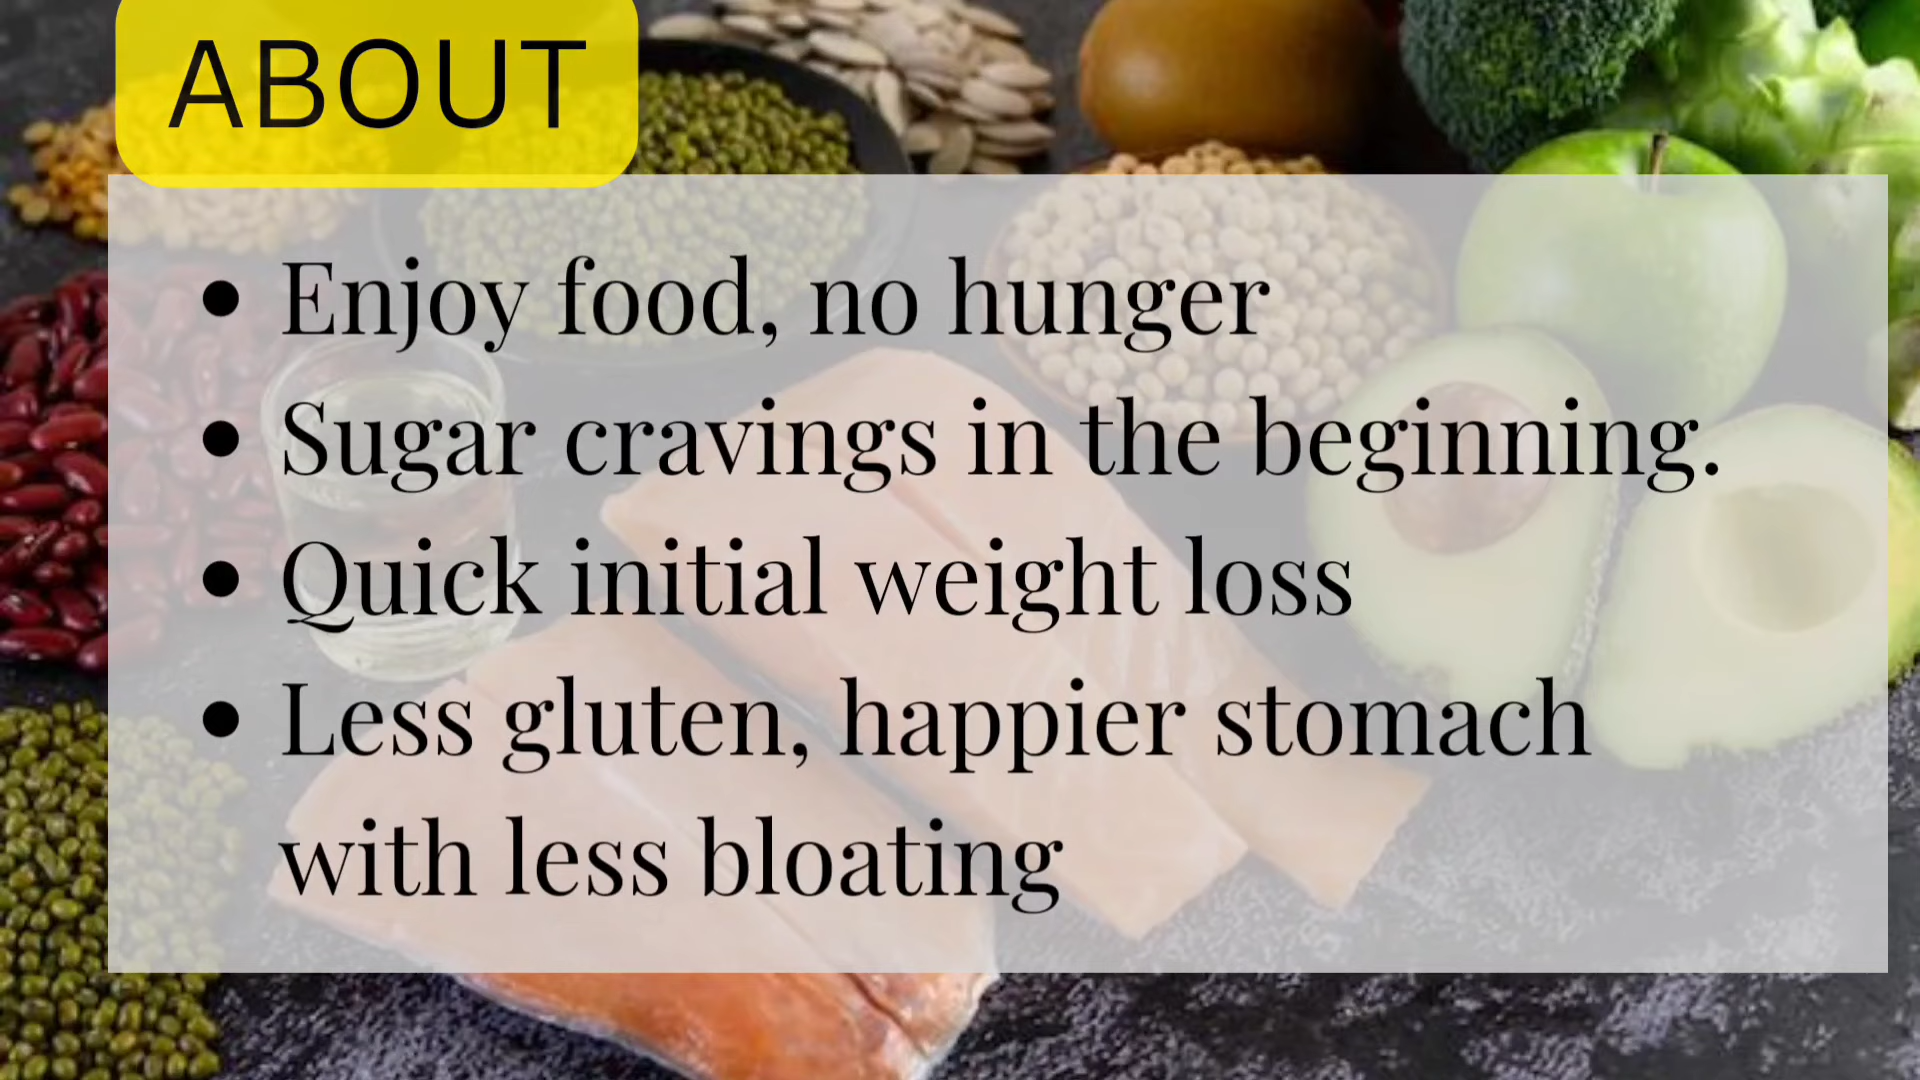 ABOUT
• Enjoy food, no hunger
• Sugar cravings in the beginning.
• Quick initial weight loss
• Less gluten, happier stomach
with less bloating